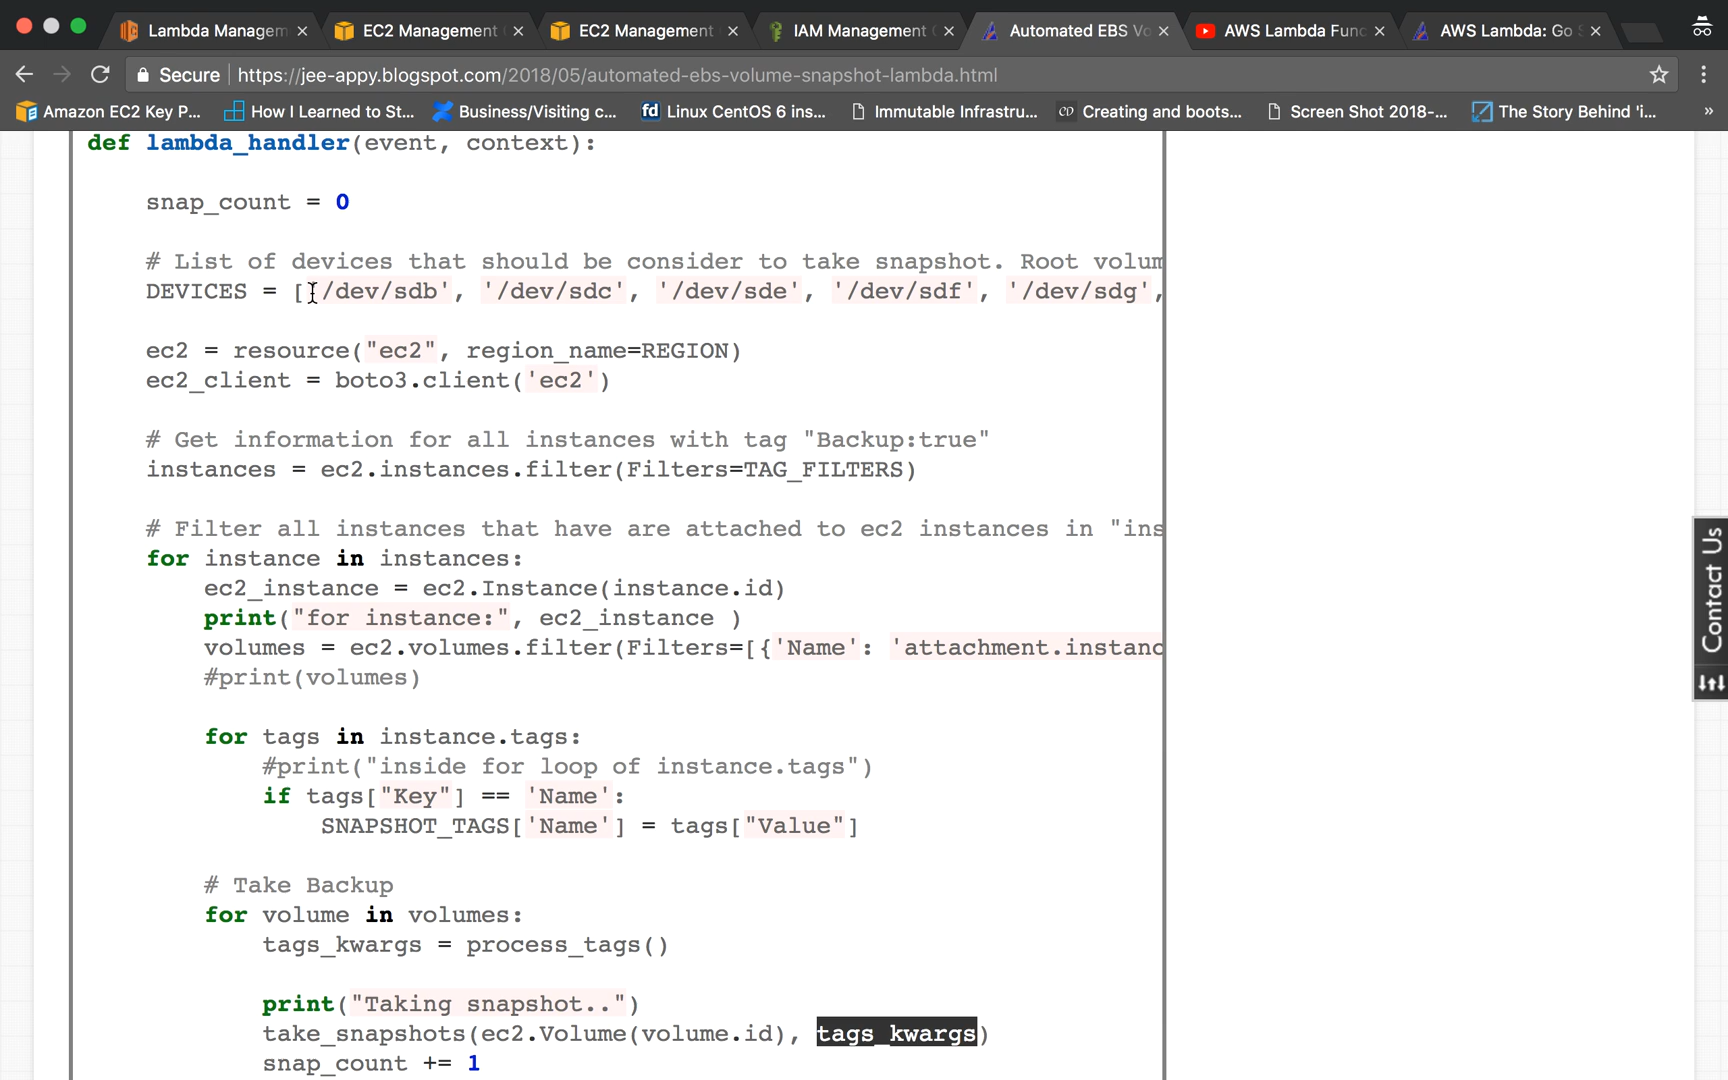 Lambda Managem
EC2 Management
EC2 Management
IAM Management C
Automated EBS Vo
AWS Lambda Func
AWS Lambda: Go S
Secure https://jee-appy.blogspot.com/2018/05/automated-ebs-volume-snapshot-lambda.html
Amazon EC2 Key P...
How I Learned to St...
Business/Visiting c...
fd Linux CentOS 6 ins...
Immutable Infrastru...
Creating and boots...
Screen Shot 2018-...
The Story Behind 'i...
»
def lambda_handler(event, context):
snap_count = 0
# List of devices that should be consider to take snapshot. Root volum
DEVICES = ['/dev/sdb', '/dev/sdc', '/dev/sde', '/dev/sdf', '/dev/sdg',
ec2 = resource("ec2", region_name=REGION)
ec2_client = boto3.client('ec2')
# Get information for all instances with tag "Backup:true"
instances = ec2.instances.filter(Filters=TAG_FILTERS)
# Filter all instances that have are attached to ec2 instances in "ins
for instance in instances:
ec2_instance = ec2.Instance(instance.id)
print("for instance:", ec2_instance )
volumes = ec2.volumes.filter(Filters=[{'Name': 'attachment.instanc
#print(volumes)
for tags in instance.tags:
#print("inside for loop of instance.tags")
if tags["Key"] == 'Name':
SNAPSHOT_TAGS['Name'] = tags["Value"]
# Take Backup
for volume in volumes:
tags_kwargs = process_tags()
print("Taking snapshot..")
take_snapshots(ec2.Volume(volume.id), tags_kwargs)
snap_count += 1
Contact Us